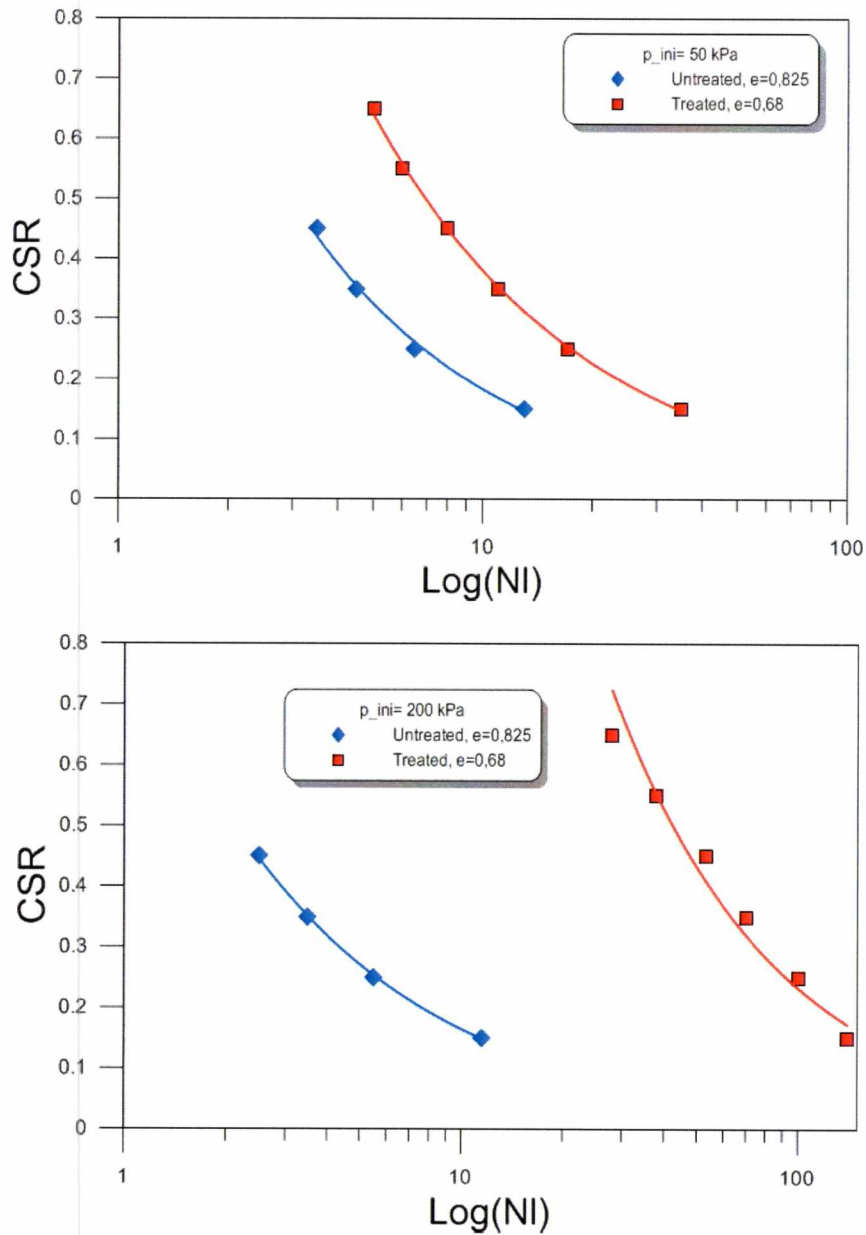 0.8
p_ini= 50 kPa
Untreated, e=0,825
Treated, e=0,68
0.7
0.6
0.5
CSR
0.4
0.3
0.2
0.1
0
1
10
100
Log(NI)
0.8
0.7
p_ini= 200 kPa
Untreated, e=0,825
Treated, e=0,68
0.6
0.5
CSR
0.4
0.3
0.2
0.1
0
1
10
100
Log(NI)